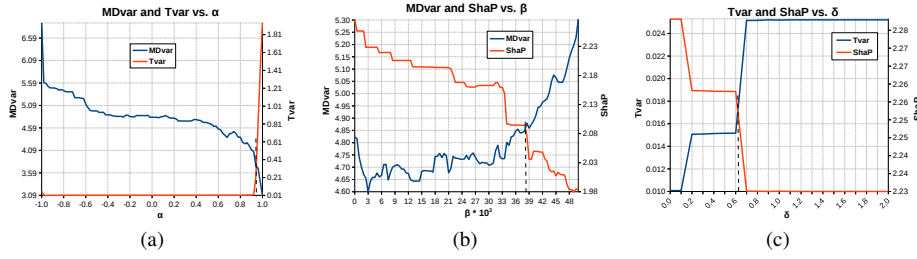 MDvar and Tvar vs. α
6.59
6.09
5.59
5.09
4.59
4.09
3.59
3.09
MDvar
MDvar
Tvar
1.81
1.61
1.41
1.21
1.01
0.81
0.61
0.41
0.21
0.01
Tvar
-1.0 -0.8 -0.6 -0.4 -0.2 0.0 0.2 0.4 0.6 0.8 1.0
α
(a)
MDvar and ShaP vs. β
5.30
5.25
5.20
5.15
5.10
5.05
5.00
4.95
4.90
4.85
4.80
4.75
4.70
4.65
4.60
MDvar
MDvar
ShaP
2.23
2.18
2.13
2.08
2.03
1.98
ShaP
0 3 6 9 12 15 18 21 24 27 30 33 36 39 42 45 48
β * 10³
(b)
Tvar and ShaP vs. δ
0.024
0.022
0.020
0.018
0.016
0.014
0.012
0.010
Tvar
Tvar
ShaP
2.28
2.27
2.26
2.26
2.25
2.25
2.24
2.24
2.23
ShaP
0.0 0.2 0.4 0.6 0.8 1.0 1.2 1.4 1.6 1.8 2.0
δ
(c)